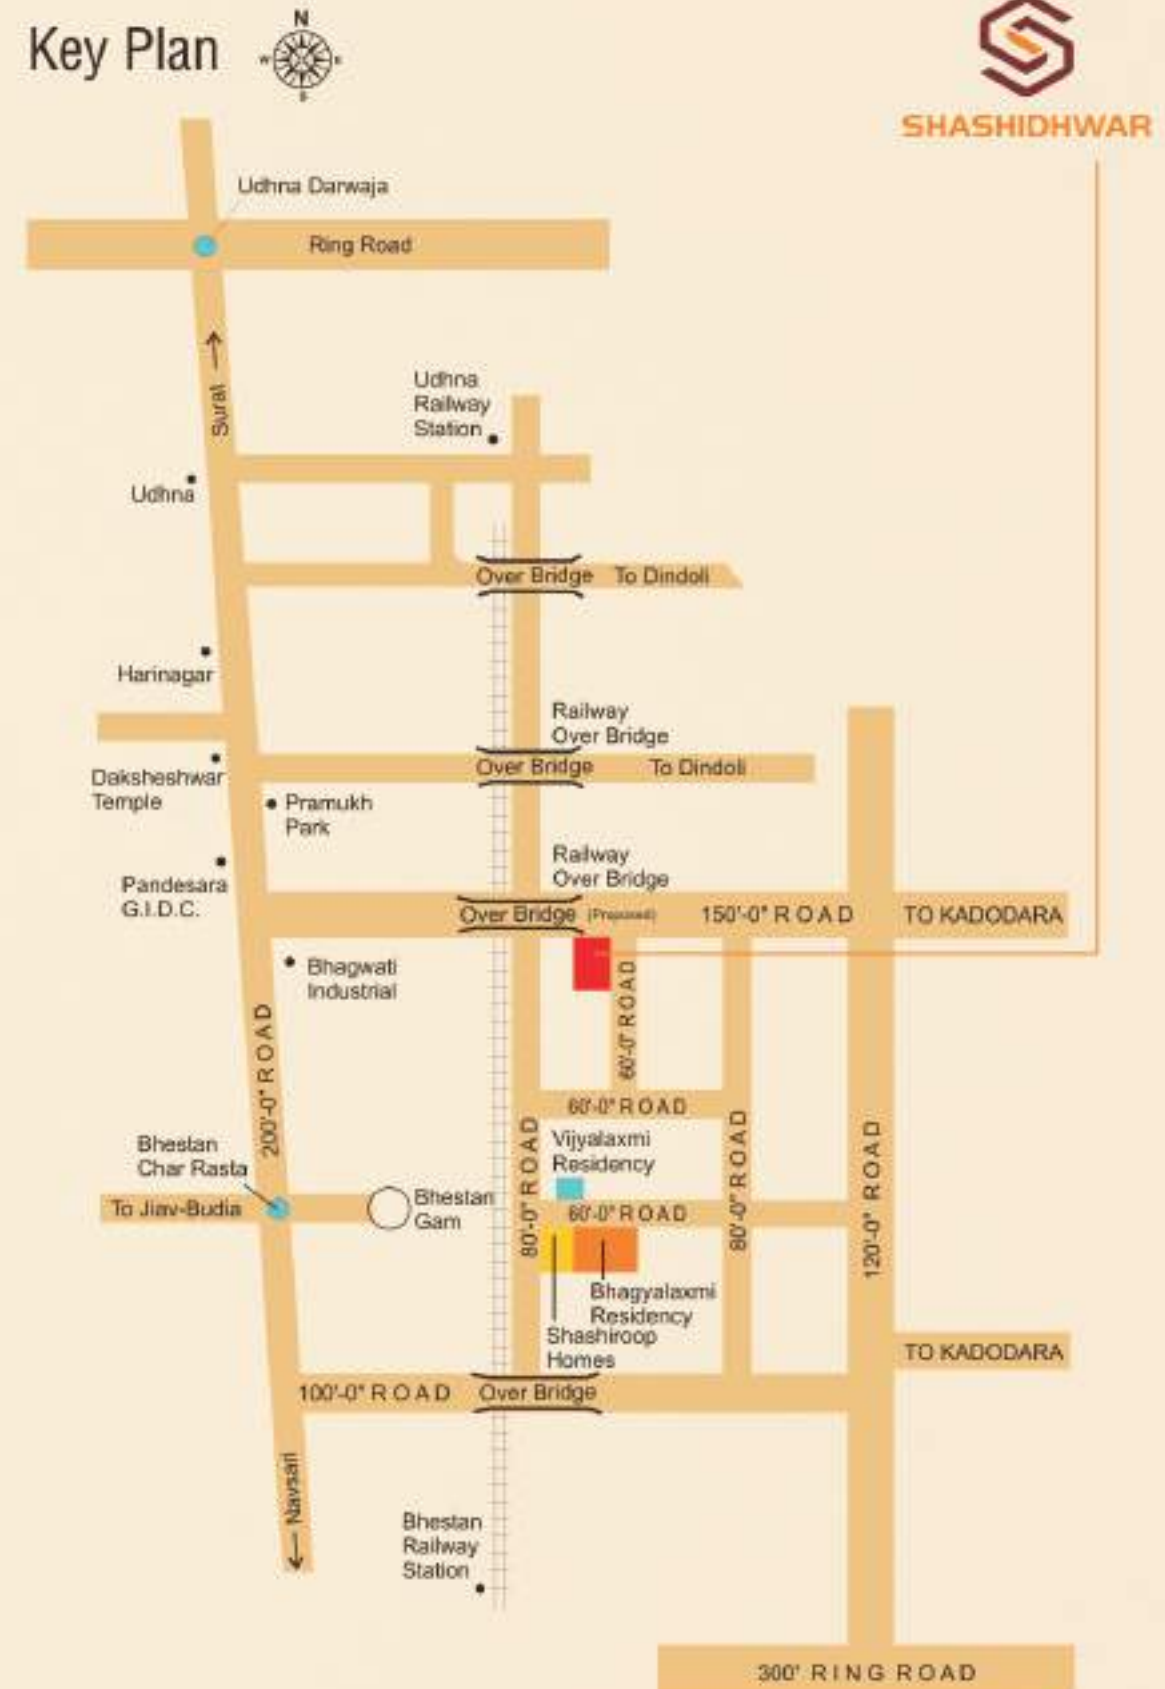 Key Plan
N
W
E
S
SHASHIDHWAR
Udhna Darwaja
Ring Road
Surat
Udhna
Railway
Station
Udhna
Over Bridge
To Dindoli
Harinagar
Railway
Over Bridge
Over Bridge
To Dindoli
Daksheshwar
Temple
Pramukh
Park
Railway
Over Bridge
Pandesara
G.I.D.C.
Over Bridge
(Proposed)
150'-0" ROAD
TO KADODARA
Bhagwati
Industrial
60'-0" ROAD
200'-0" ROAD
60'-0" ROAD
Bhestan
Char Rasta
Vijyalaxmi
Residency
80'-0" ROAD
80'-0" ROAD
120'-0" ROAD
To Jiav-Budia
Bhestan
Gam
60'-0" ROAD
Bhagyalaxmi
Residency
Shashiroop
Homes
TO KADODARA
100'-0" ROAD
Over Bridge
Navsari
Bhestan
Railway
Station
300' RING ROAD